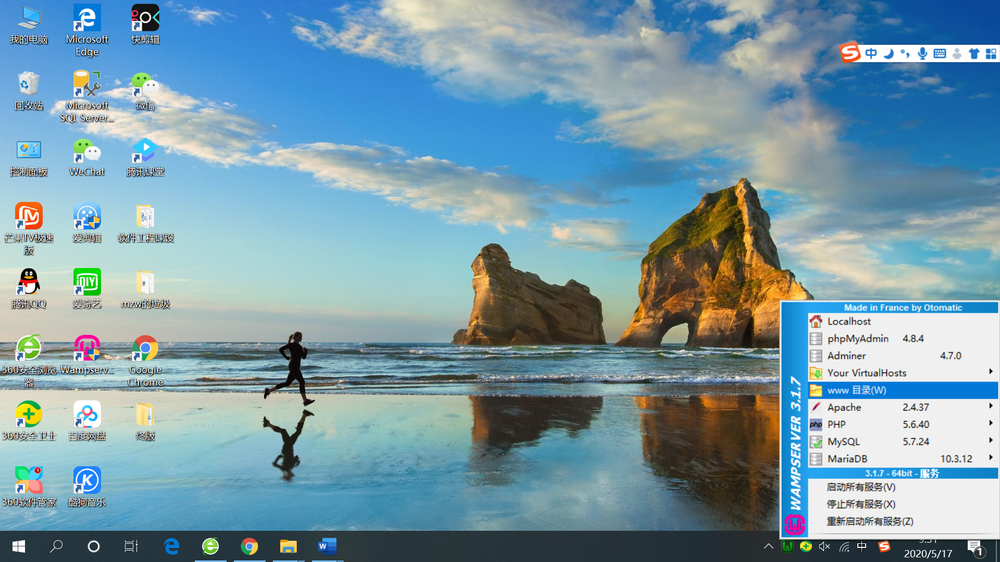 我的电脑
Microsoft
Edge
快剪辑
回收站
Microsoft
SQL Server...
微信
控制面板
WeChat
腾讯课堂
芒果TV极速
版
爱剪辑
软件工程课设
腾讯QQ
爱奇艺
mzw的垃圾
360安全浏览
器
Wampserv...
Google
Chrome
360安全卫士
百度网盘
终版
360软件管家
酷狗音乐
中
Made in France by Otomatic
Localhost
phpMyAdmin 4.8.4
Adminer 4.7.0
Your VirtualHosts
www 目录(W)
Apache 2.4.37
PHP 5.6.40
MySQL 5.7.24
MariaDB 10.3.12
3.1.7 - 64bit - 服务
启动所有服务(V)
停止所有服务(X)
重新启动所有服务(Z)
WAMPSERVER 3.1.7
中
2020/5/17
1